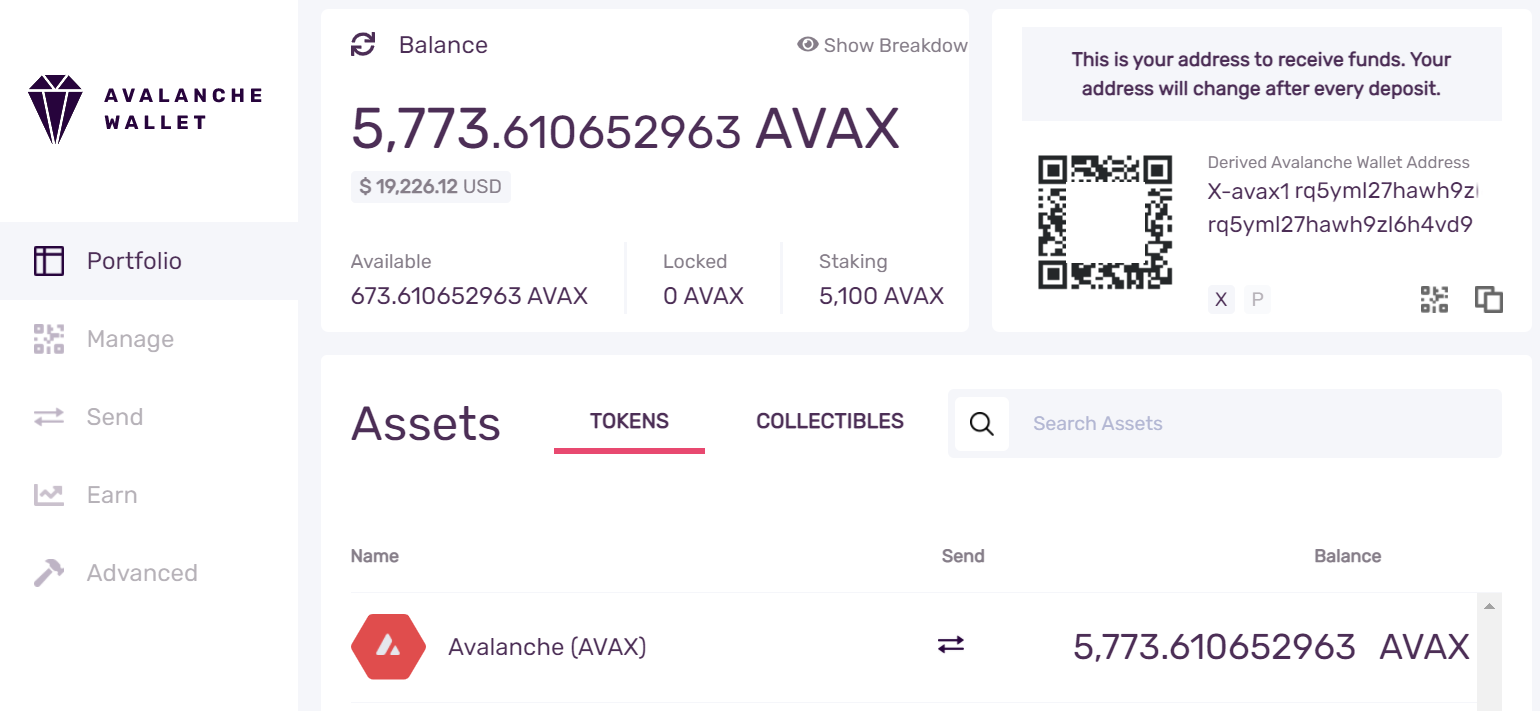 AVALANCHE
WALLET
Portfolio
Manage
Send
Earn
Advanced
Balance
Show Breakdow
5,773.610652963 AVAX
$ 19,226.12 USD
Available
673.610652963 AVAX
Locked
0 AVAX
Staking
5,100 AVAX
This is your address to receive funds. Your
address will change after every deposit.
Derived Avalanche Wallet Address
X-avax1 rq5yml27hawh9z
rq5yml27hawh9zl6h4vd9
X P
Assets TOKENS COLLECTIBLES Search Assets
Name Send Balance
Avalanche (AVAX) 5,773.610652963 AVAX